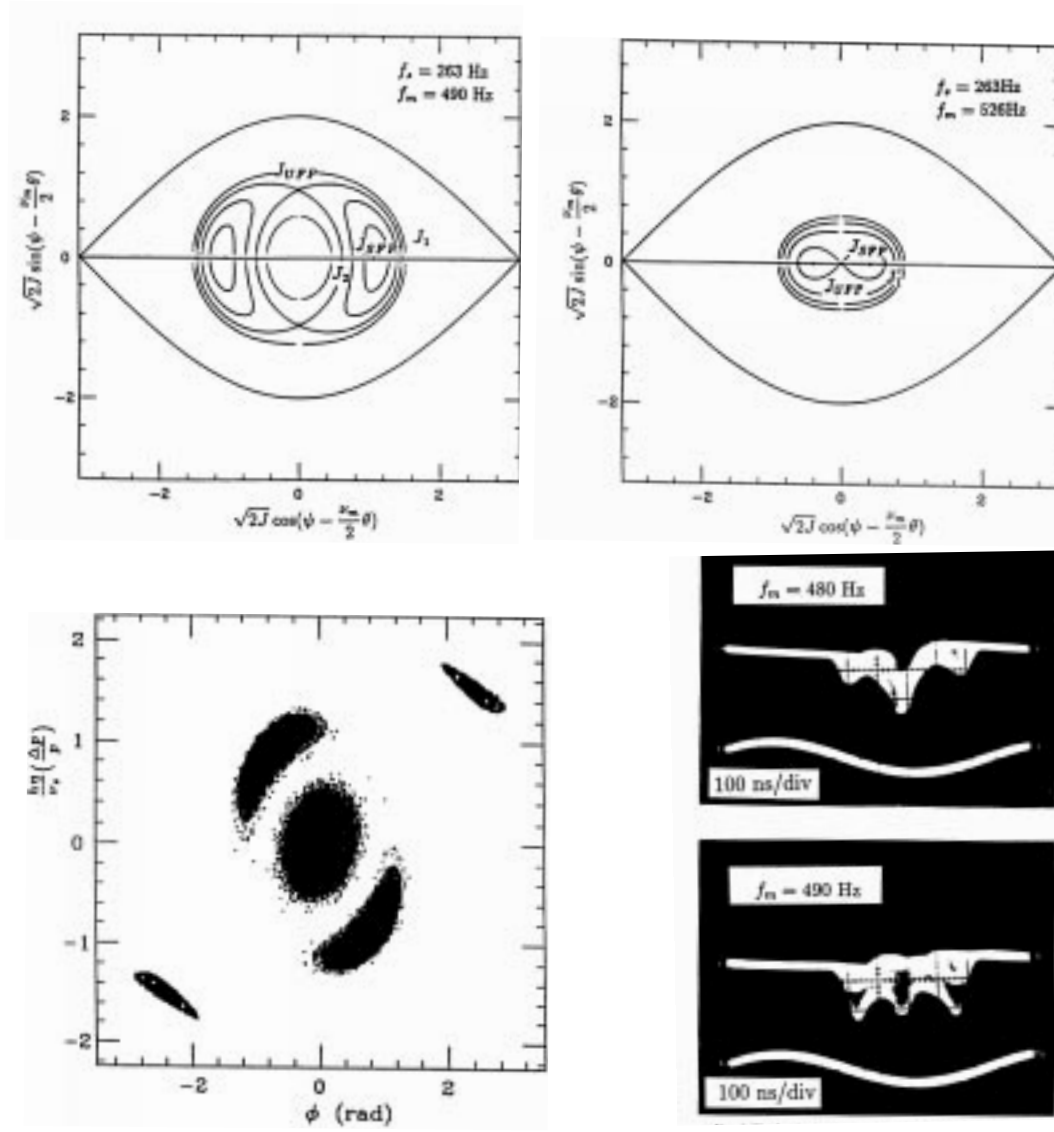 f_s = 263 Hz
f_m = 490 Hz
2
0
-2
J_UFP
J_SFP
J_1
J_2
√2J sin(ψ − ν_m/2 θ)
-2
0
2
√2J cos(ψ − ν_m/2 θ)
f_s = 263Hz
f_m = 526Hz
2
0
-2
J_SFP
J_UFP
√2J sin(ψ − ν_m/2 θ)
-2
0
2
√2J cos(ψ − ν_m/2 θ)
2
1
0
-1
-2
hη/ν_s (Δp/p)
-2
0
2
φ (rad)
f_m = 480 Hz
100 ns/div
f_m = 490 Hz
100 ns/div